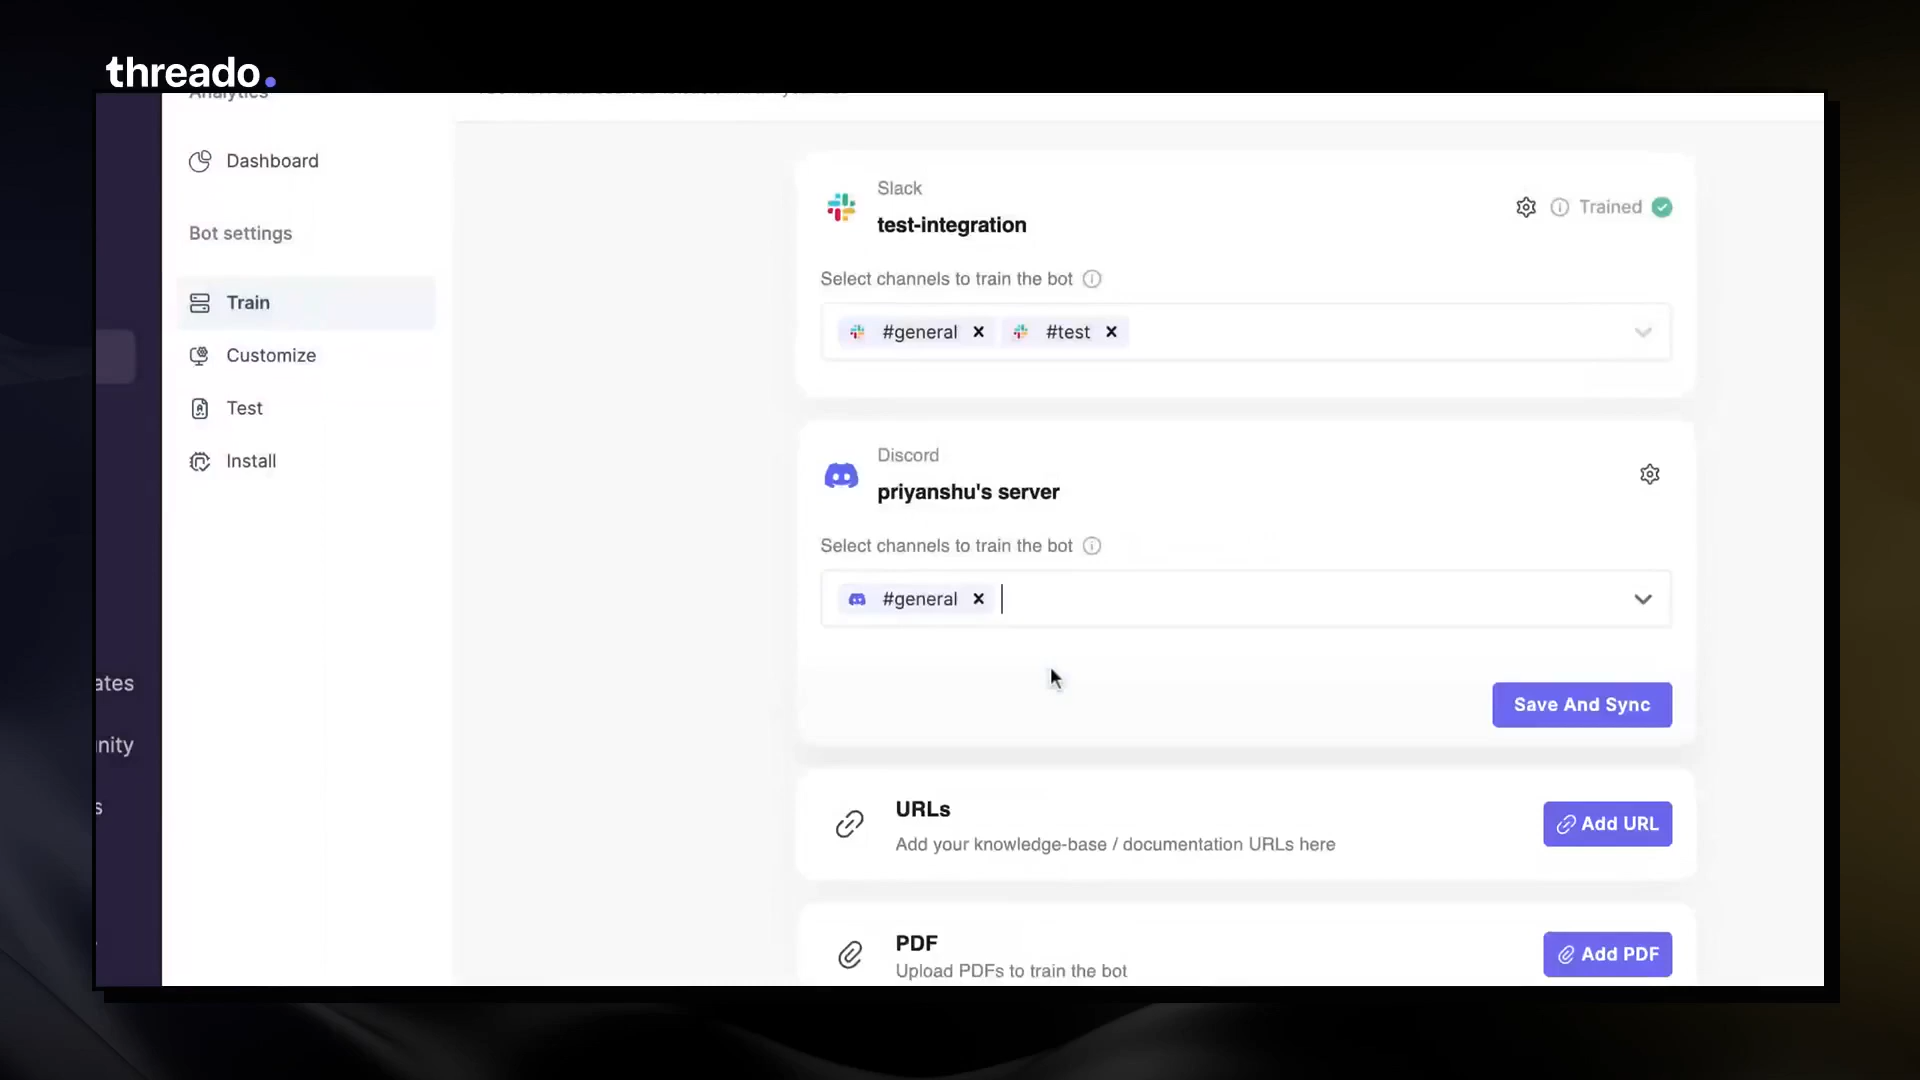 threado.
Analytics
Dashboard
Bot settings
Train
Customize
Test
Install
ates
nity
s
Slack
test-integration
Trained
Select channels to train the bot
#general
#test
Discord
priyanshu's server
Select channels to train the bot
#general
Save And Sync
URLs
Add your knowledge-base / documentation URLs here
Add URL
PDF
Upload PDFs to train the bot
Add PDF